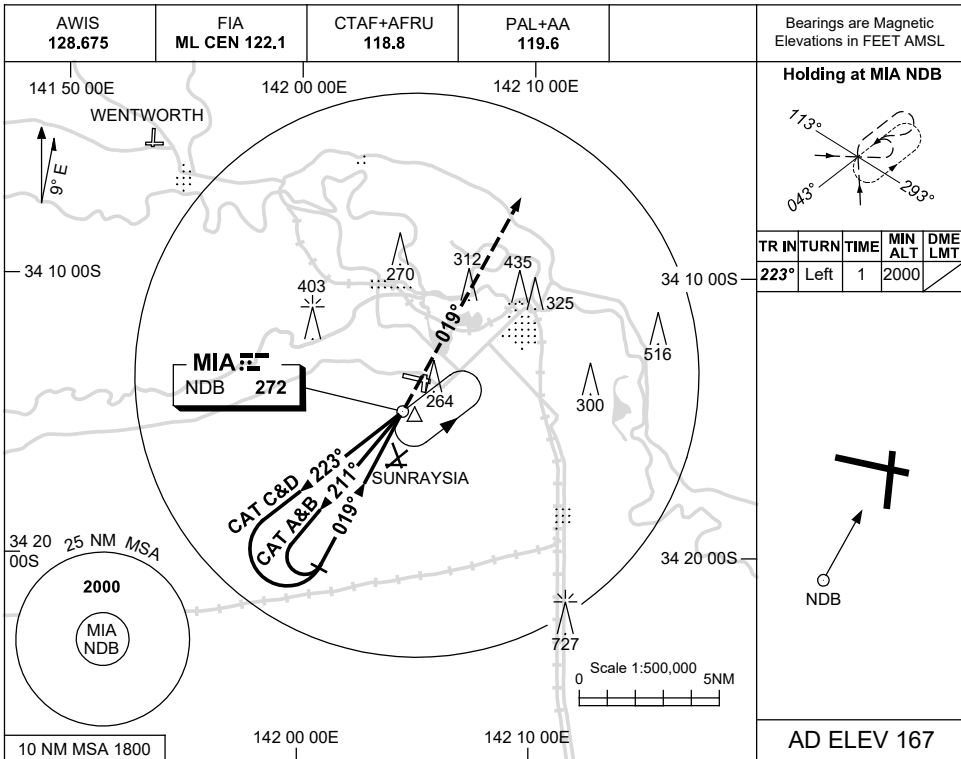 AWIS
128.675
FIA
ML CEN 122.1
CTAF+AFRU
118.8
PAL+AA
119.6
Bearings are Magnetic
Elevations in FEET AMSL
141 50 00E
142 00 00E
142 10 00E
WENTWORTH
9° E
34 10 00S
34 10 00S
270
312
435
325
403
516
019°
MIA
NDB 272
264
300
SUNRAYSIA
CAT C&D 223°
CAT A&B 211°
019°
34 20
00S
25 NM MSA
2000
MIA
NDB
34 20 00S
727
Scale 1:500,000
0
5NM
10 NM MSA 1800
142 00 00E
142 10 00E
Holding at MIA NDB
113°
043°
293°
TR IN TURN TIME MIN ALT DME LMT
223° Left 1 2000
NDB
AD ELEV 167